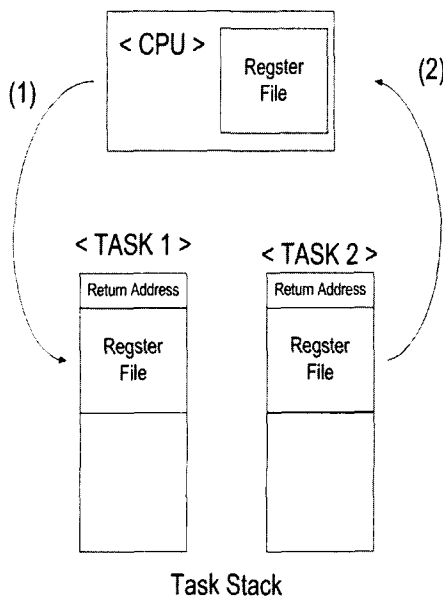 < CPU >
Regster
File
(1)
(2)
< TASK 1 >
< TASK 2 >
Return Address
Return Address
Regster
File
Regster
File
Task Stack